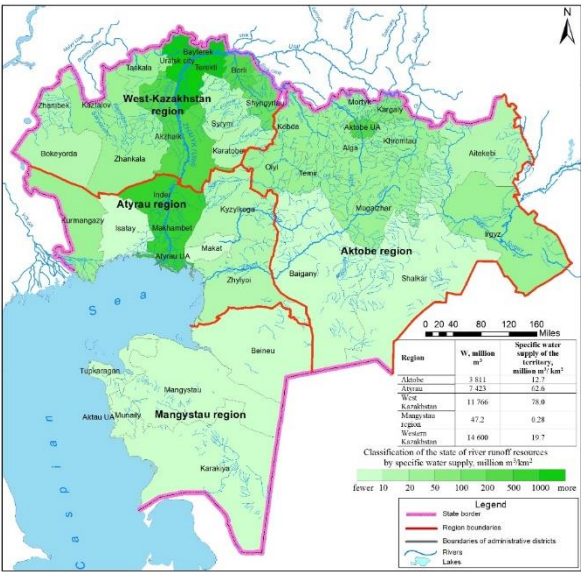 N
Ural
Bayterek
Uralsk city
Taskala
Terekti
Borli
West-Kazakhstan
region
Zhanibek
Kaztalov
Shyngyrlau
Akzhaik
Syrym
Karatobe
Bokeyorda
Zhankala
Kobda
Kargaly
Aktobe UA
Alga
Khromtau
Aitekebi
Oiyl
Temir
Mugalzhar
Irgyz
Inder
Atyrau region
Kurmangazy
Isatay
Makhambet
Kyzylkoga
Makat
Atyrau UA
Zhylyoi
Aktobe region
Baigany
Shalkar
Caspian Sea
Beineu
Tupkaragan
Mangystau
Aktau UA
Munaily
Mangystau region
Karakiya
0 20 40 80 120 160
Miles
Region W, million m³ Specific water supply of the territory, million m³/ km²
Aktobe 3 811 12.7
Atyrau 7 423 62.6
West Kazakhstan 11 766 78.0
Mangystau region 47.2 0.28
Western Kazakhstan 14 600 19.7
Classification of the state of river runoff resources
by specific water supply, million m³/km²
fewer 10 20 50 100 200 500 1000 more
Legend
State border
Region boundaries
Boundaries of administrative districts
Rivers
Lakes